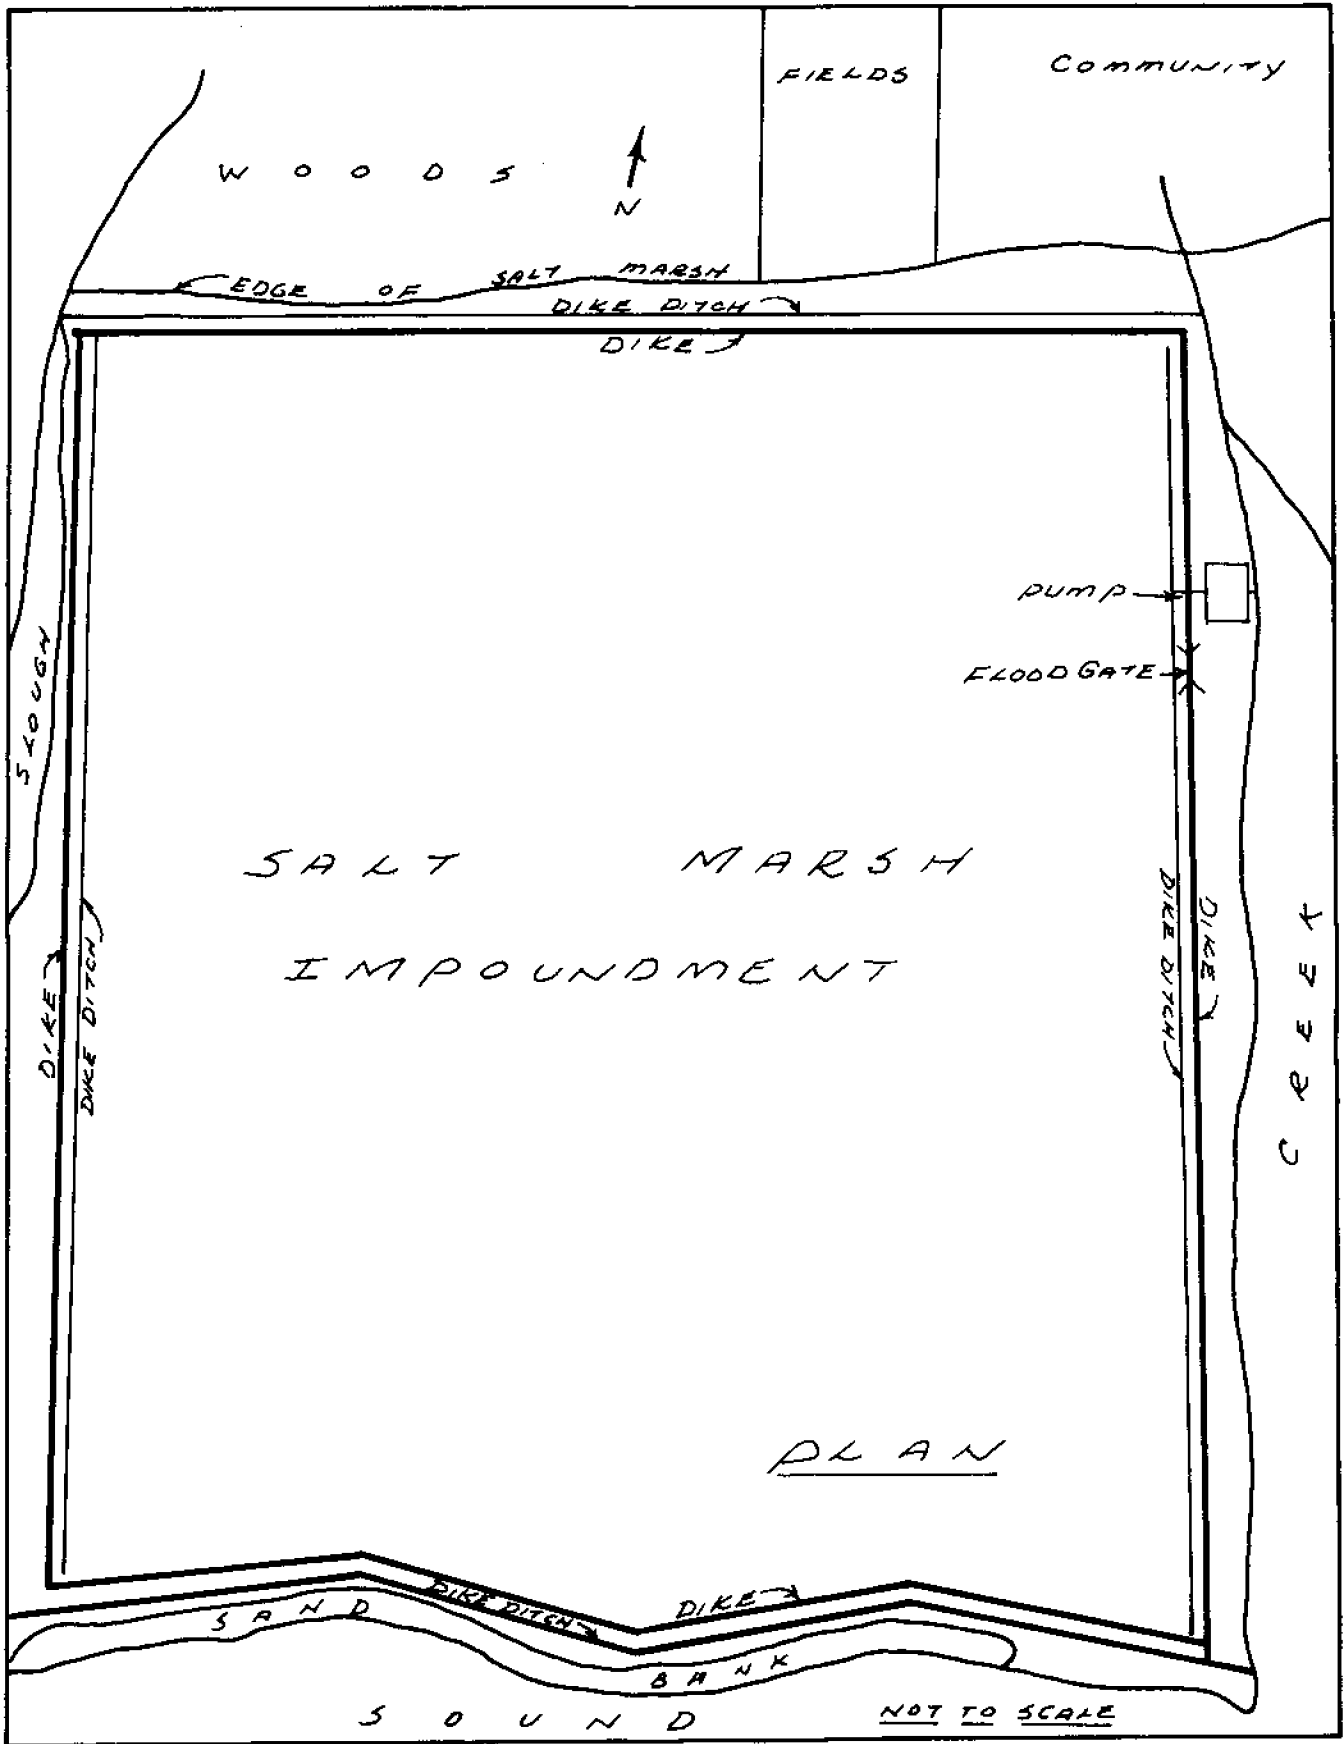 FIELDS
COMMUNITY
WOODS
N
EDGE OF SALT MARSH
DIKE DITCH
DIKE
PUMP
FLOOD GATE
SLOUGH
SALT MARSH
IMPOUNDMENT
DIKE
DIKE DITCH
DIKE DITCH
DIKE
CREEK
PLAN
DIKE DITCH
DIKE
SAND BANK
SOUND
NOT TO SCALE